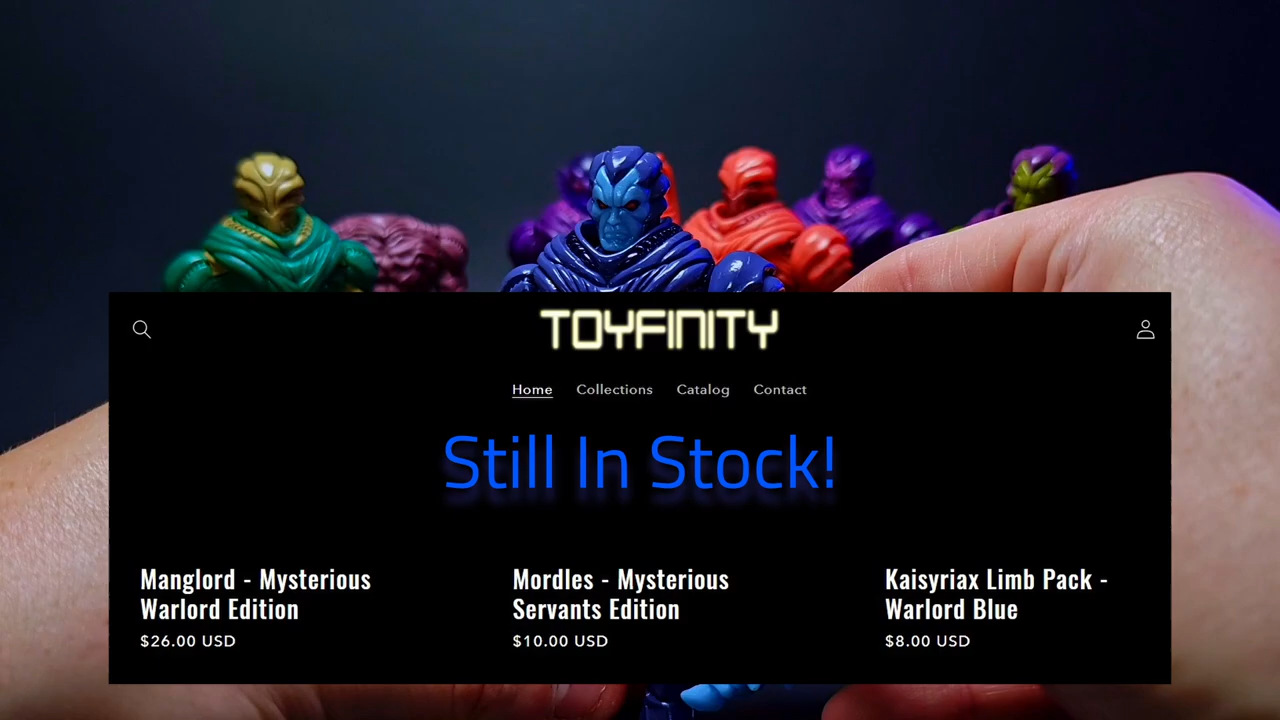 TOYFINITY
Home Collections Catalog Contact
Still In Stock!
Manglord - Mysterious
Warlord Edition
$26.00 USD
Mordles - Mysterious
Servants Edition
$10.00 USD
Kaisyriax Limb Pack -
Warlord Blue
$8.00 USD